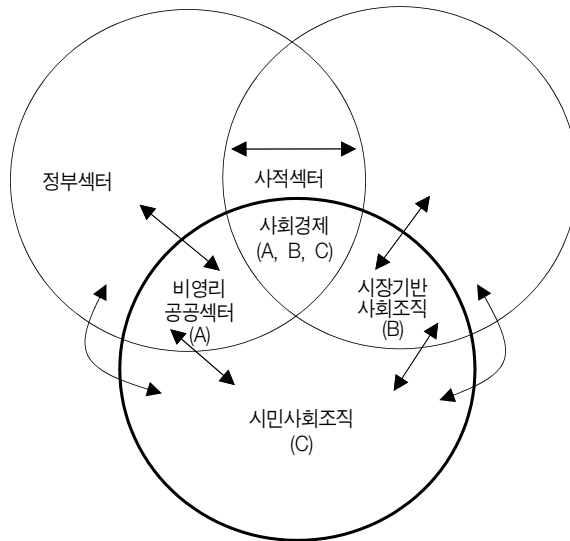 정부섹터
사적섹터
사회경제
(A, B, C)
비영리
공공섹터
(A)
시장기반
사회조직
(B)
시민사회조직
(C)